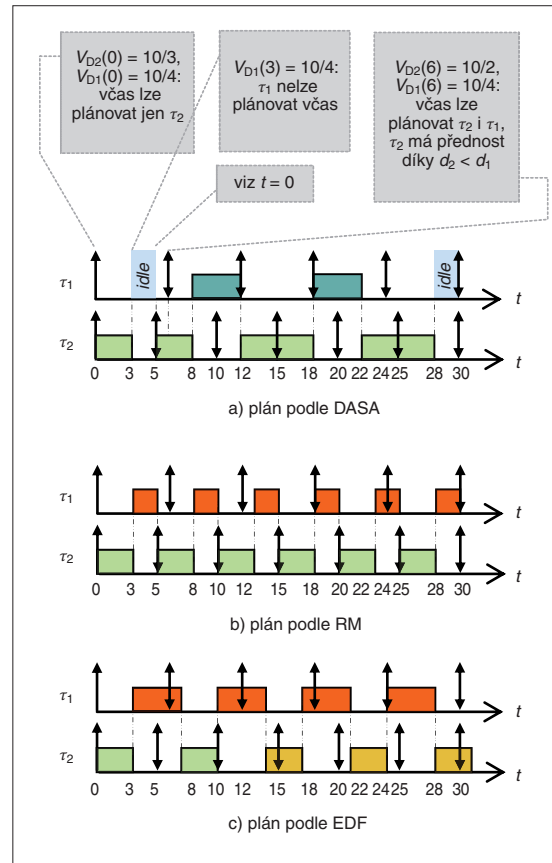 V_D2(0) = 10/3,
V_D1(0) = 10/4:
včas lze
plánovat jen τ2
V_D1(3) = 10/4:
τ1 nelze
plánovat včas
V_D2(6) = 10/2,
V_D1(6) = 10/4:
včas lze
plánovat τ2 i τ1,
τ2 má přednost
díky d2 < d1
viz t = 0
idle
idle
τ1
t
τ2
t
0 3 5 8 10 12 15 18 20 22 24 25 28 30
a) plán podle DASA
τ1
t
τ2
t
0 3 5 8 10 12 15 18 20 22 24 25 28 30
b) plán podle RM
τ1
t
τ2
t
0 3 5 8 10 12 15 18 20 22 24 25 28 30
c) plán podle EDF